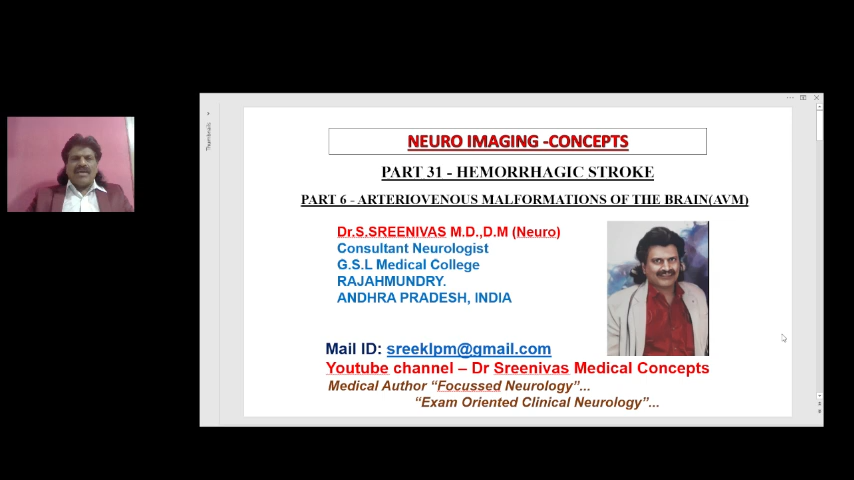 Thumbnails
NEURO IMAGING -CONCEPTS
PART 31 - HEMORRHAGIC STROKE
PART 6 - ARTERIOVENOUS MALFORMATIONS OF THE BRAIN(AVM)
Dr.S.SREENIVAS M.D.,D.M (Neuro)
Consultant Neurologist
G.S.L Medical College
RAJAHMUNDRY.
ANDHRA PRADESH, INDIA
Mail ID: sreeklpm@gmail.com
Youtube channel – Dr Sreenivas Medical Concepts
Medical Author “Focussed Neurology”...
“Exam Oriented Clinical Neurology”...